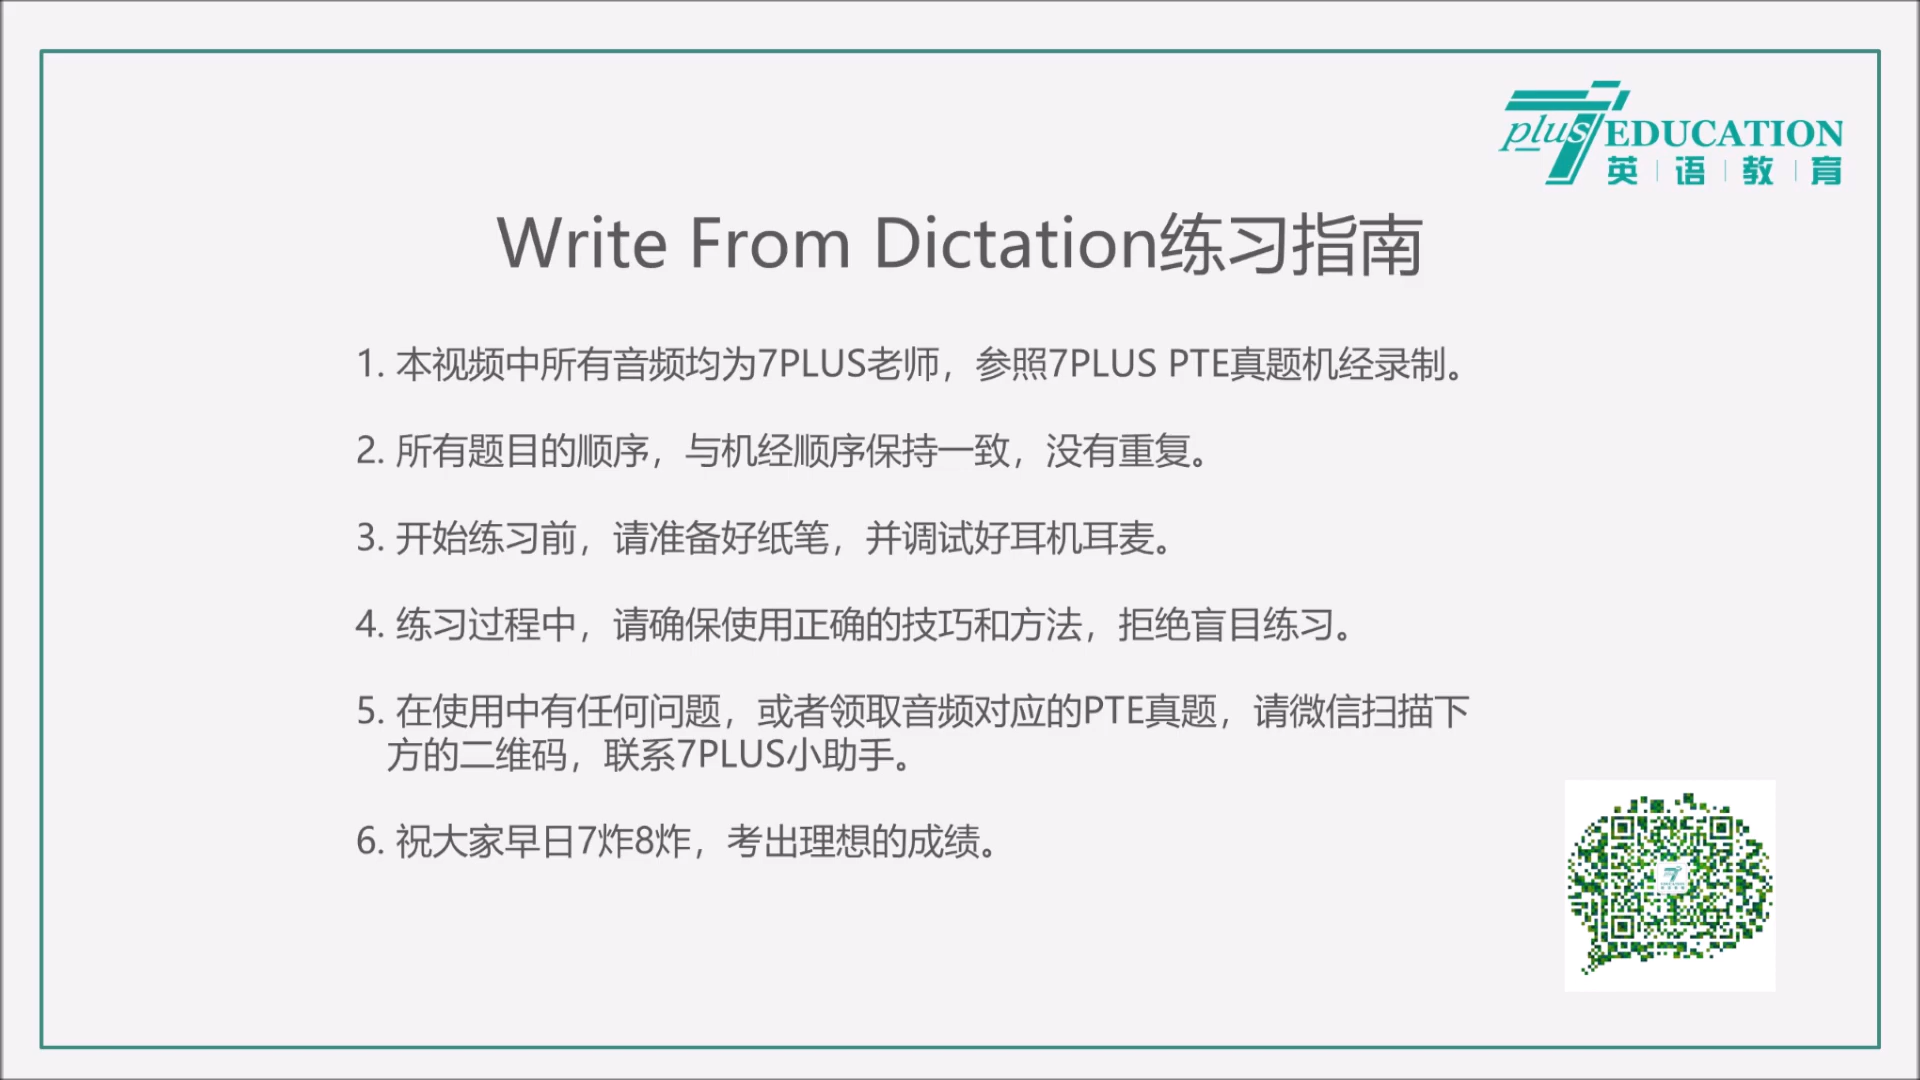 plus 7 EDUCATION
英 | 语 | 教 | 育
Write From Dictation练习指南
1. 本视频中所有音频均为7PLUS老师，参照7PLUS PTE真题机经录制。
2. 所有题目的顺序，与机经顺序保持一致，没有重复。
3. 开始练习前，请准备好纸笔，并调试好耳机耳麦。
4. 练习过程中，请确保使用正确的技巧和方法，拒绝盲目练习。
5. 在使用中有任何问题，或者领取音频对应的PTE真题，请微信扫描下
方的二维码，联系7PLUS小助手。
6. 祝大家早日7炸8炸，考出理想的成绩。